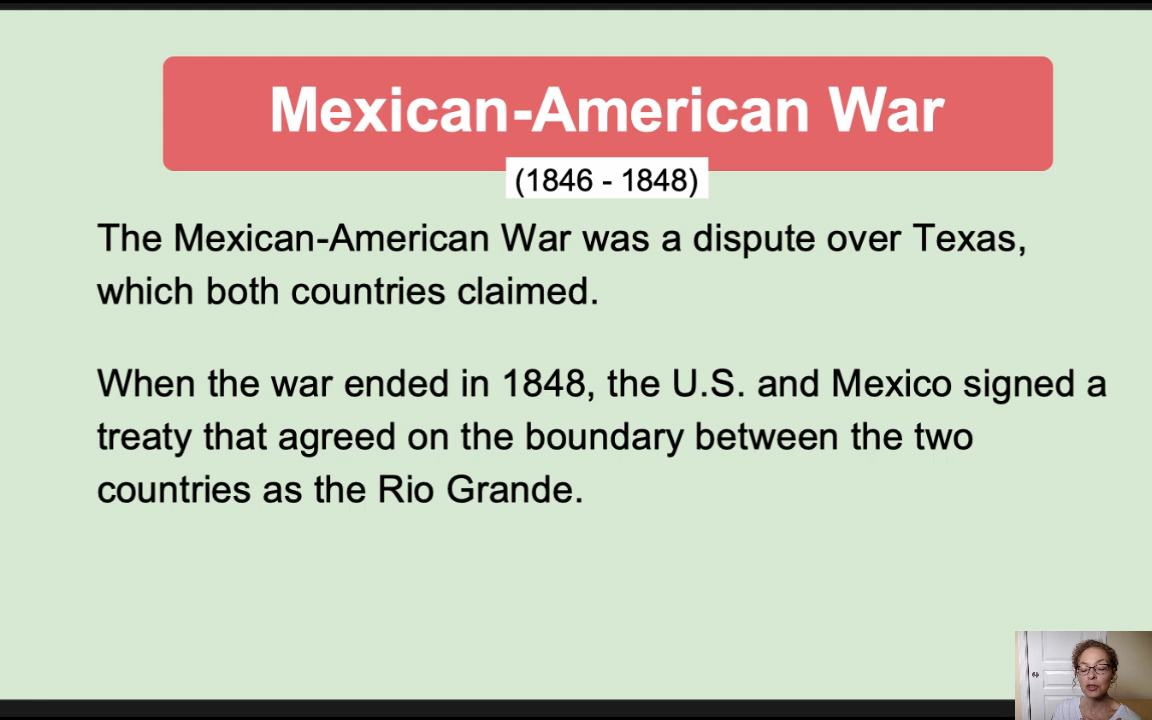 Mexican-American War
(1846 - 1848)
The Mexican-American War was a dispute over Texas,
which both countries claimed.
When the war ended in 1848, the U.S. and Mexico signed a
treaty that agreed on the boundary between the two
countries as the Rio Grande.